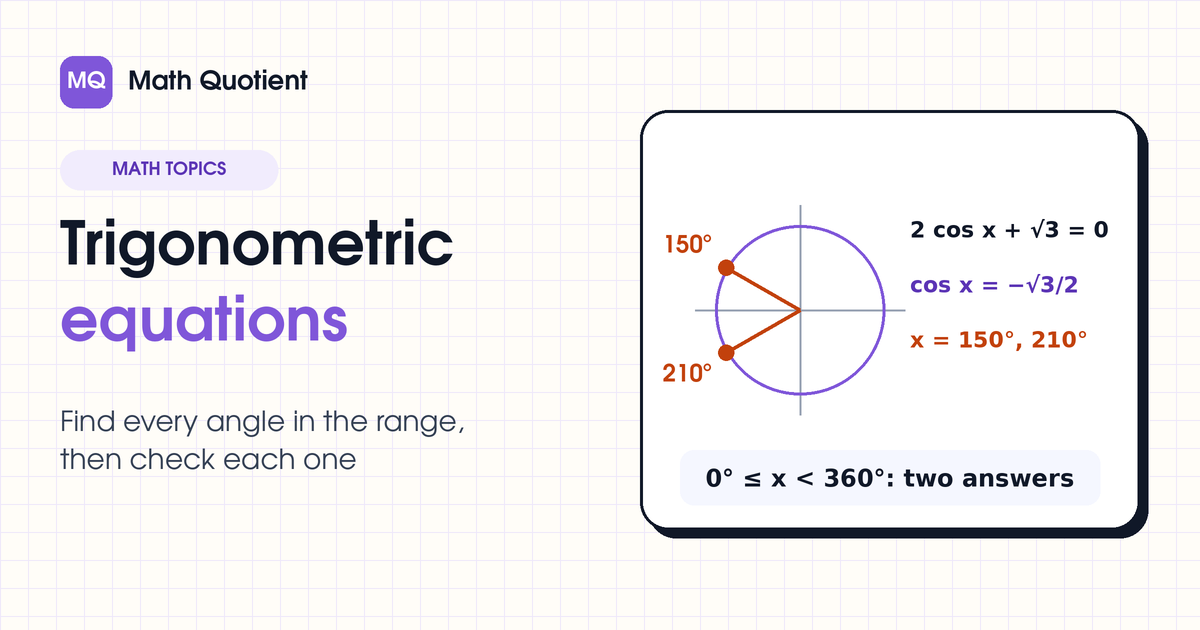 MQ Math Quotient
MATH TOPICS
Trigonometric
equations
Find every angle in the range,
then check each one
150°
210°
2 cos x + √3 = 0
cos x = −√3/2
x = 150°, 210°
0° ≤ x < 360°: two answers